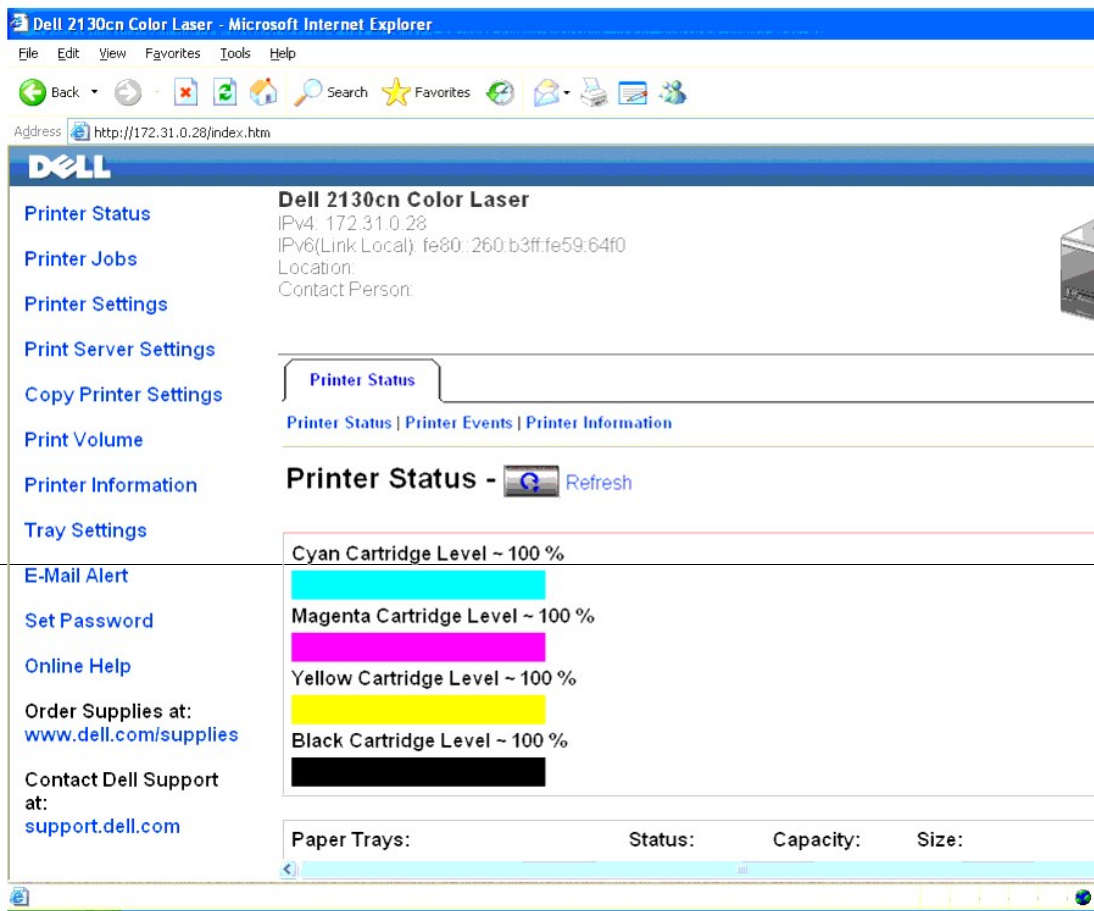 Dell 2130cn Color Laser - Microsoft Internet Explorer
File Edit View Favorites Tools Help
Back Search Favorites
Address http://172.31.0.28/index.htm
DELL
Printer Status
Printer Jobs
Printer Settings
Print Server Settings
Copy Printer Settings
Print Volume
Printer Information
Tray Settings
E-Mail Alert
Set Password
Online Help
Order Supplies at:
www.dell.com/supplies
Contact Dell Support
at:
support.dell.com
Dell 2130cn Color Laser
IPv4: 172.31.0.28
IPv6(Link Local): fe80::260:b3ff:fe59:64f0
Location:
Contact Person:
Printer Status
Printer Status | Printer Events | Printer Information
Printer Status - Refresh
Cyan Cartridge Level ~ 100 %
Magenta Cartridge Level ~ 100 %
Yellow Cartridge Level ~ 100 %
Black Cartridge Level ~ 100 %
Paper Trays: Status: Capacity: Size: